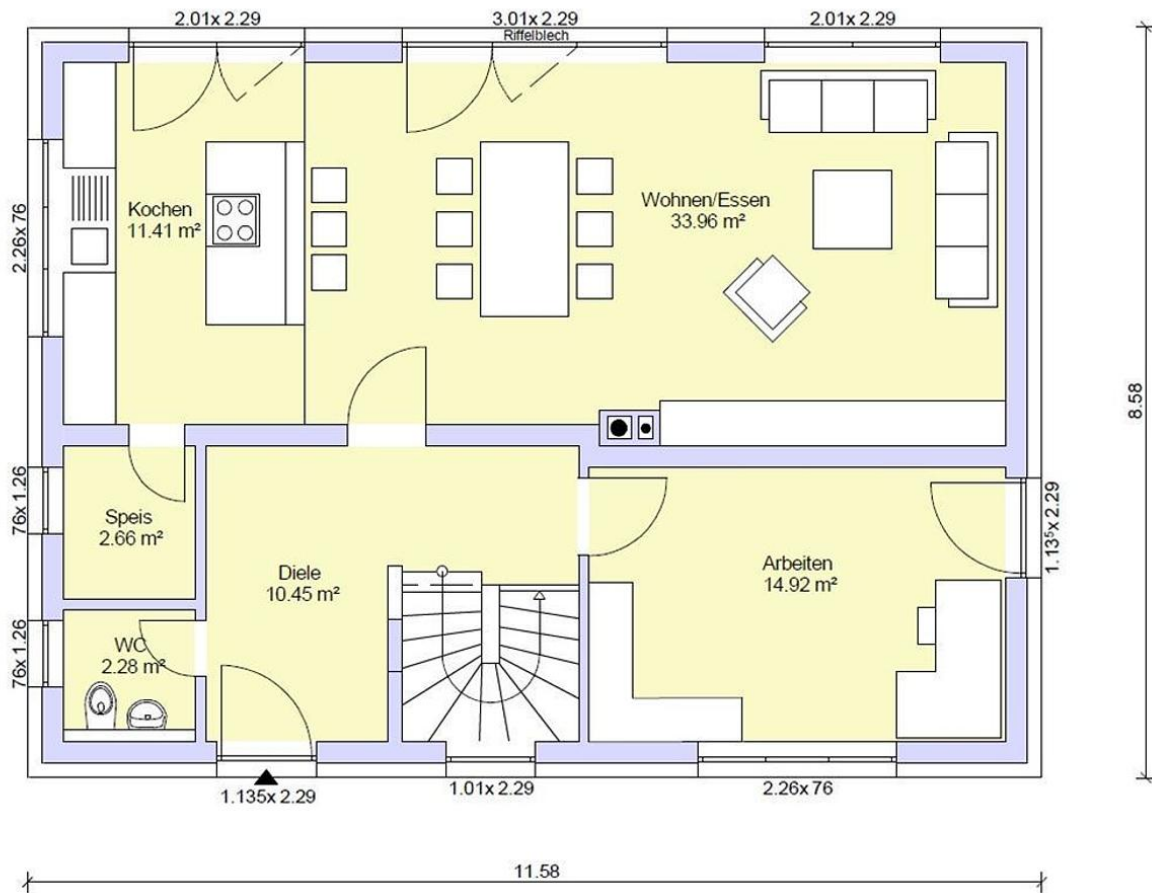 2.01x 2.29
3.01x 2.29
2.01x 2.29
Riffelblech
Kochen
11.41 m²
Wohnen/Essen
33.96 m²
2.26x 76
8.58
76x 1.26
Speis
2.66 m²
Diele
10.45 m²
Arbeiten
14.92 m²
1.13⁵x 2.29
76x 1.26
WC
2.28 m²
1.135x 2.29
1.01x 2.29
2.26x 76
11.58